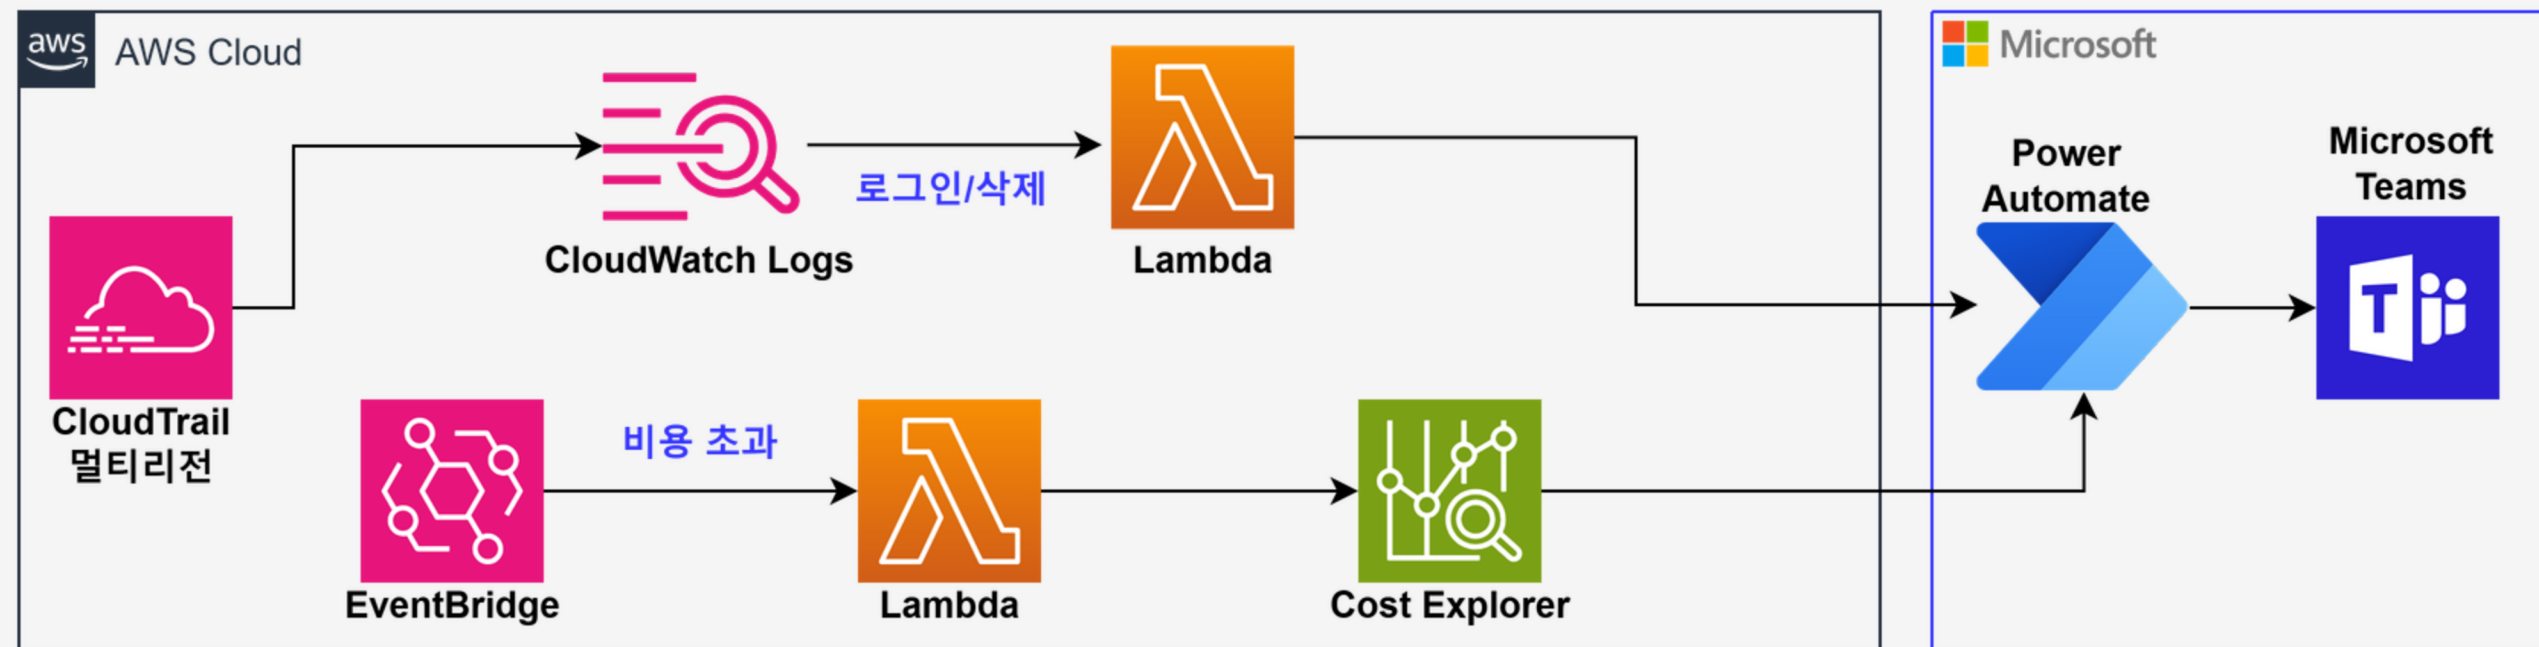 aws
AWS Cloud
Microsoft
로그인/삭제
CloudWatch Logs
Lambda
Power
Automate
Microsoft
Teams
T
CloudTrail
멀티리전
비용 초과
EventBridge
Lambda
Cost Explorer